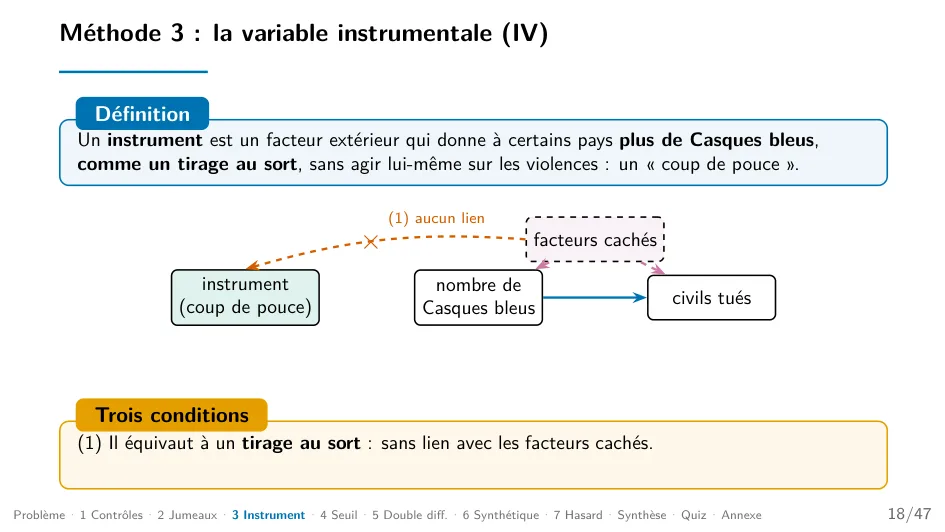 Méthode 3 : la variable instrumentale (IV)
Définition
Un instrument est un facteur extérieur qui donne à certains pays plus de Casques bleus,
comme un tirage au sort, sans agir lui-même sur les violences : un « coup de pouce ».
(1) aucun lien
facteurs cachés
instrument
(coup de pouce)
nombre de
Casques bleus
civils tués
Trois conditions
(1) Il équivaut à un tirage au sort : sans lien avec les facteurs cachés.
Problème · 1 Contrôles · 2 Jumeaux · 3 Instrument · 4 Seuil · 5 Double diff. · 6 Synthétique · 7 Hasard · Synthèse · Quiz · Annexe
18/47